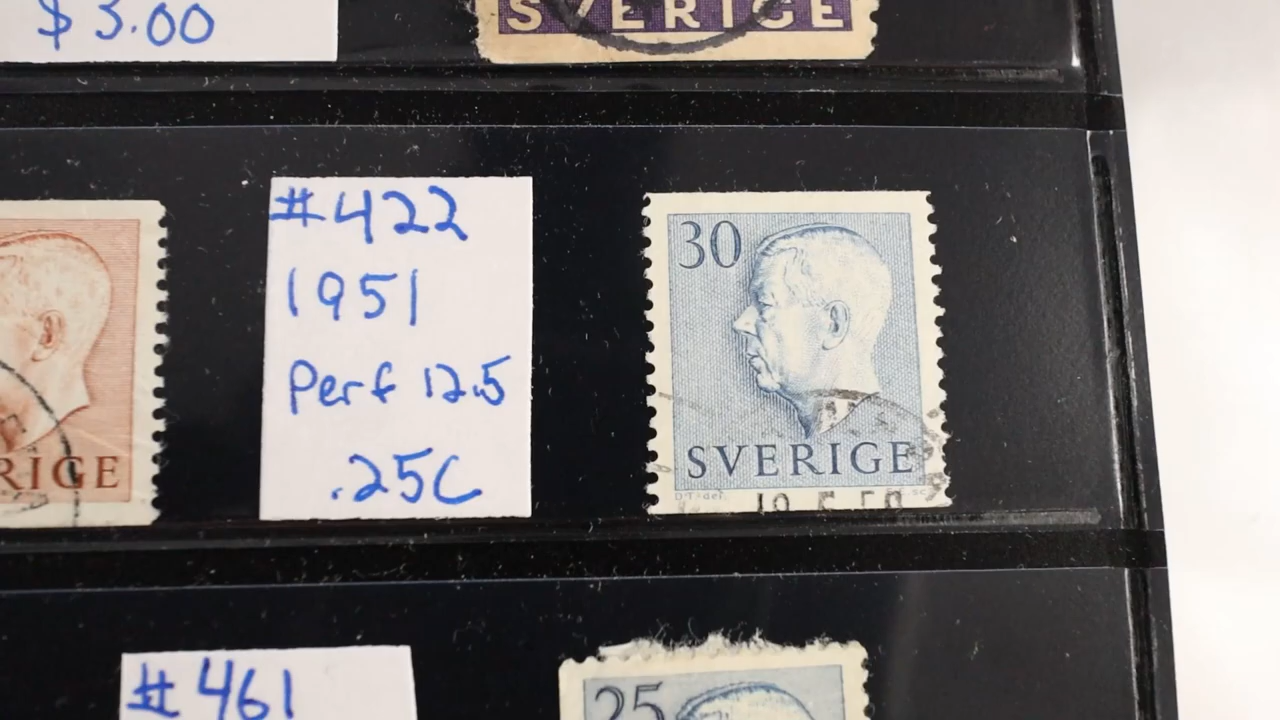 $ 3.00
SVERIGE
#422
1951
Perf 12.5
.25C
30
SVERIGE
RIGE
#461
25